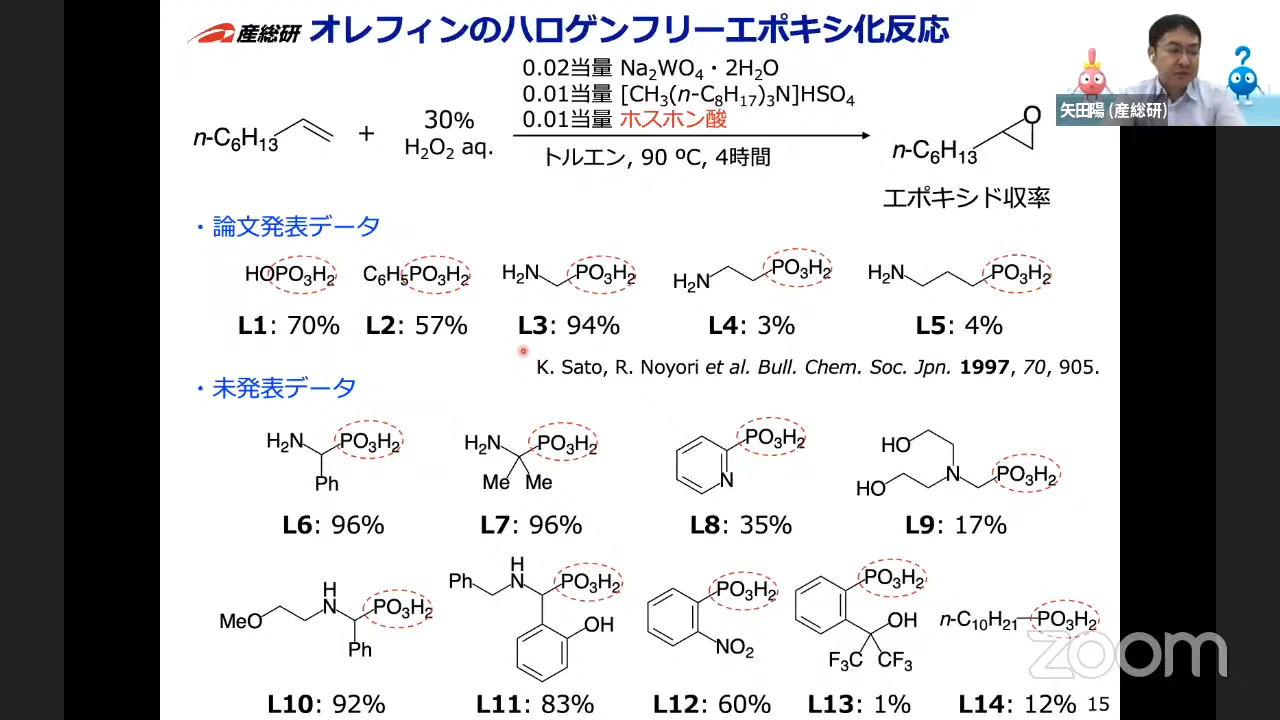 産総研 オレフィンのハロゲンフリーエポキシ化反応
矢田陽 (産総研)
0.02当量 Na2WO4・2H2O
0.01当量 [CH3(n-C8H17)3N]HSO4
0.01当量 ホスホン酸
n-C6H13 + 30% H2O2 aq.
トルエン, 90 ºC, 4時間
O
n-C6H13
エポキシド収率
・論文発表データ
HOPO3H2 C6H5PO3H2 H2N PO3H2 H2N PO3H2 H2N PO3H2
L1: 70% L2: 57% L3: 94% L4: 3% L5: 4%
K. Sato, R. Noyori et al. Bull. Chem. Soc. Jpn. 1997, 70, 905.
・未発表データ
H2N PO3H2 Ph
H2N PO3H2 Me Me
PO3H2 N
HO HO N PO3H2
L6: 96% L7: 96% L8: 35% L9: 17%
MeO H N PO3H2 Ph
Ph H N PO3H2 OH
PO3H2 NO2
PO3H2 OH F3C CF3
n-C10H21 PO3H2
zoom
L10: 92% L11: 83% L12: 60% L13: 1% L14: 12% 15